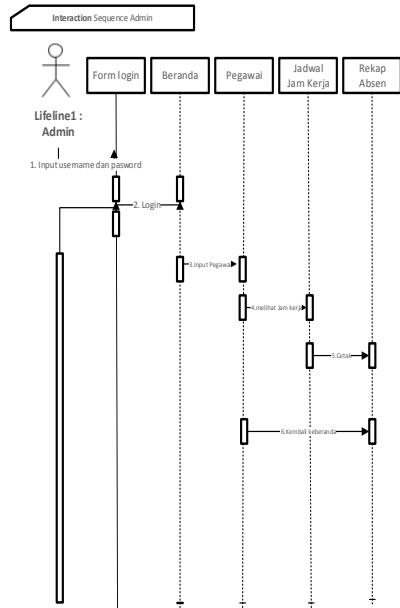 Interaction Sequence Admin
Form login
Beranda
Pegawai
Jadwal
Jam Kerja
Rekap
Absen
Lifeline1 :
Admin
1. Input username dan pasword
2. Login
3.Input Pegawai
4.melihat Jam kerja
5.Cetak
6.Kembali keberanda